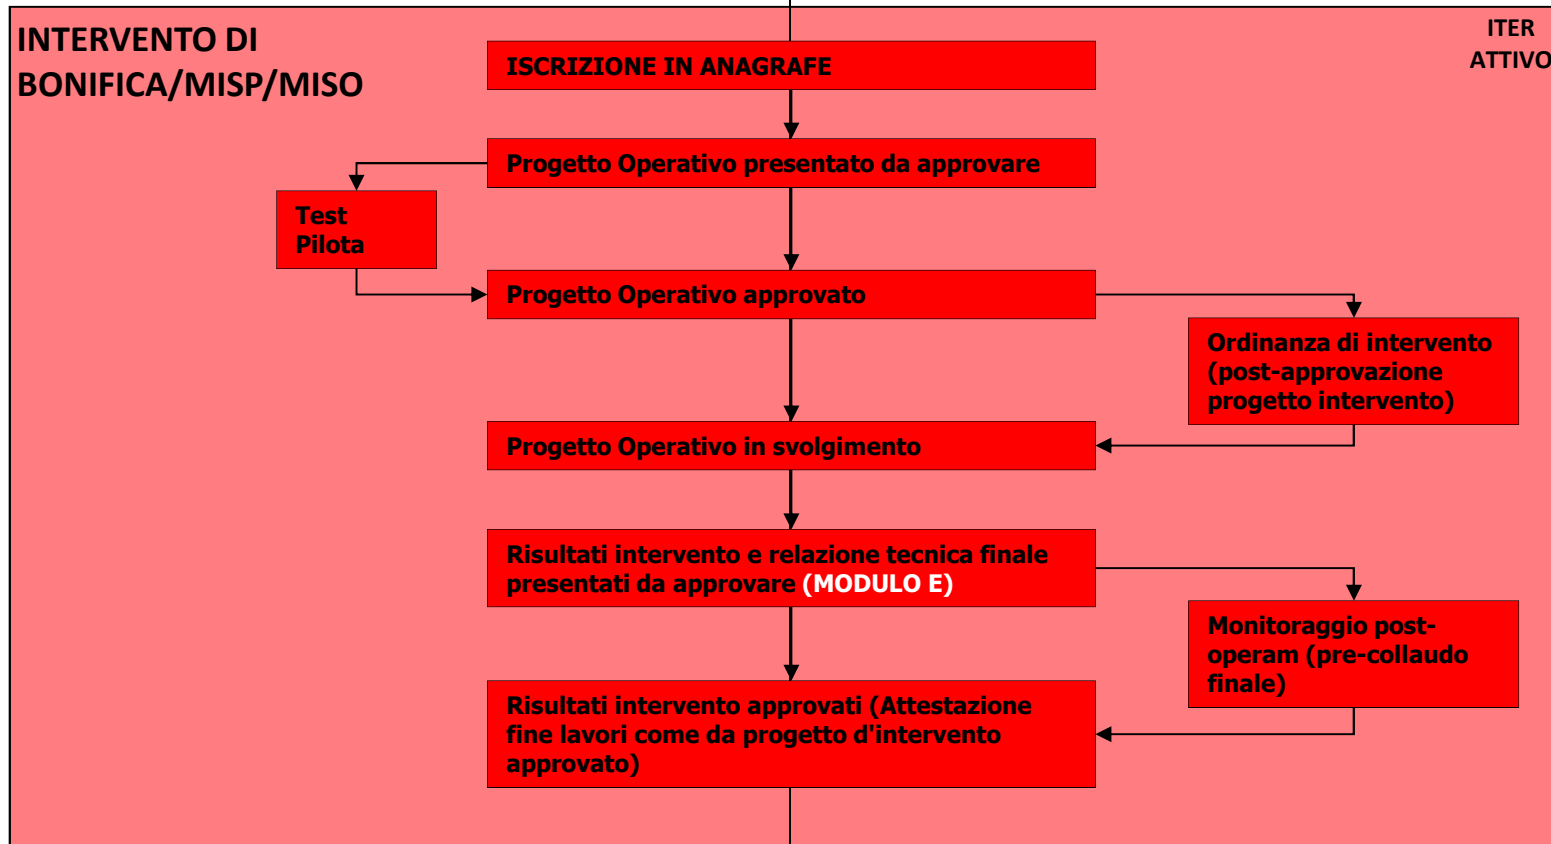 INTERVENTO DI
BONIFICA/MISP/MISO
ITER
ATTIVO
ISCRIZIONE IN ANAGRAFE
Progetto Operativo presentato da approvare
Test
Pilota
Progetto Operativo approvato
Ordinanza di intervento
(post-approvazione
progetto intervento)
Progetto Operativo in svolgimento
Risultati intervento e relazione tecnica finale
presentati da approvare (MODULO E)
Monitoraggio post-
operam (pre-collaudo
finale)
Risultati intervento approvati (Attestazione
fine lavori come da progetto d'intervento
approvato)